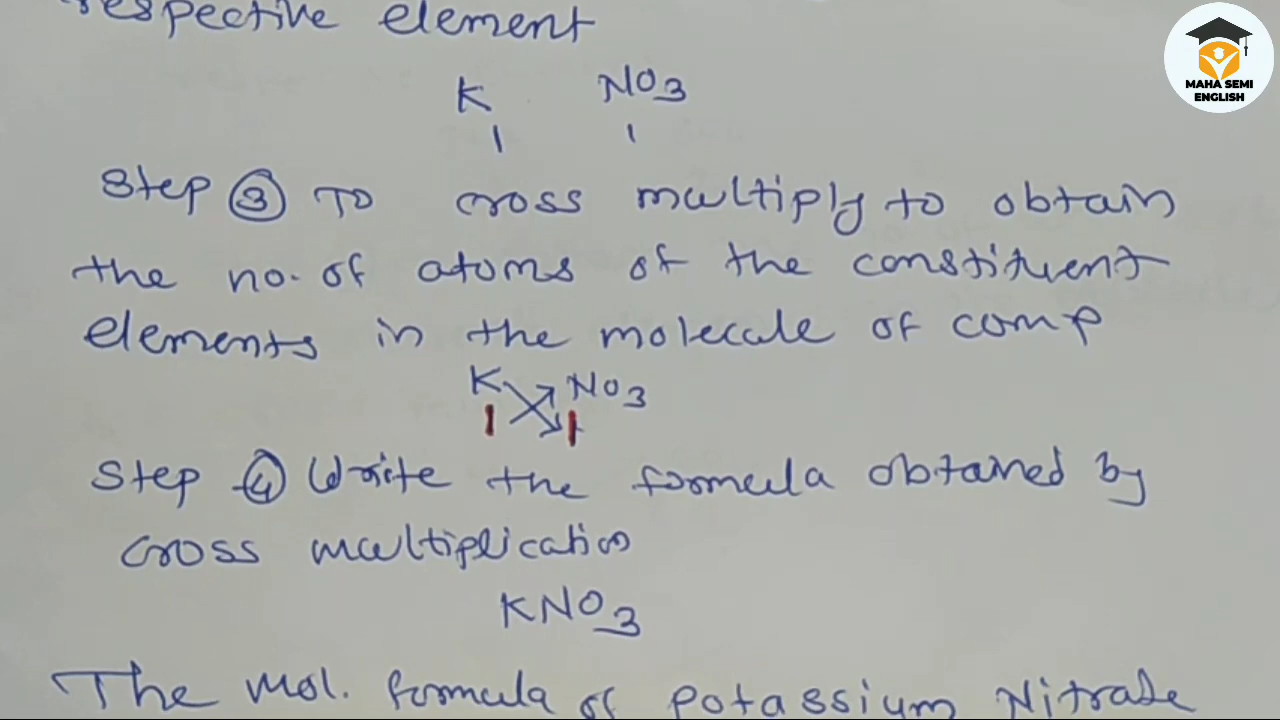 respective element
K NO3
1 1
Step 3 To cross multiply to obtain
the no. of atoms of the constituent
elements in the molecule of comp
K NO3
1 1
Step 4 Write the formula obtained by
cross multiplication
KNO3
The mol. formula of potassium Nitrate
MAHA SEMI
ENGLISH